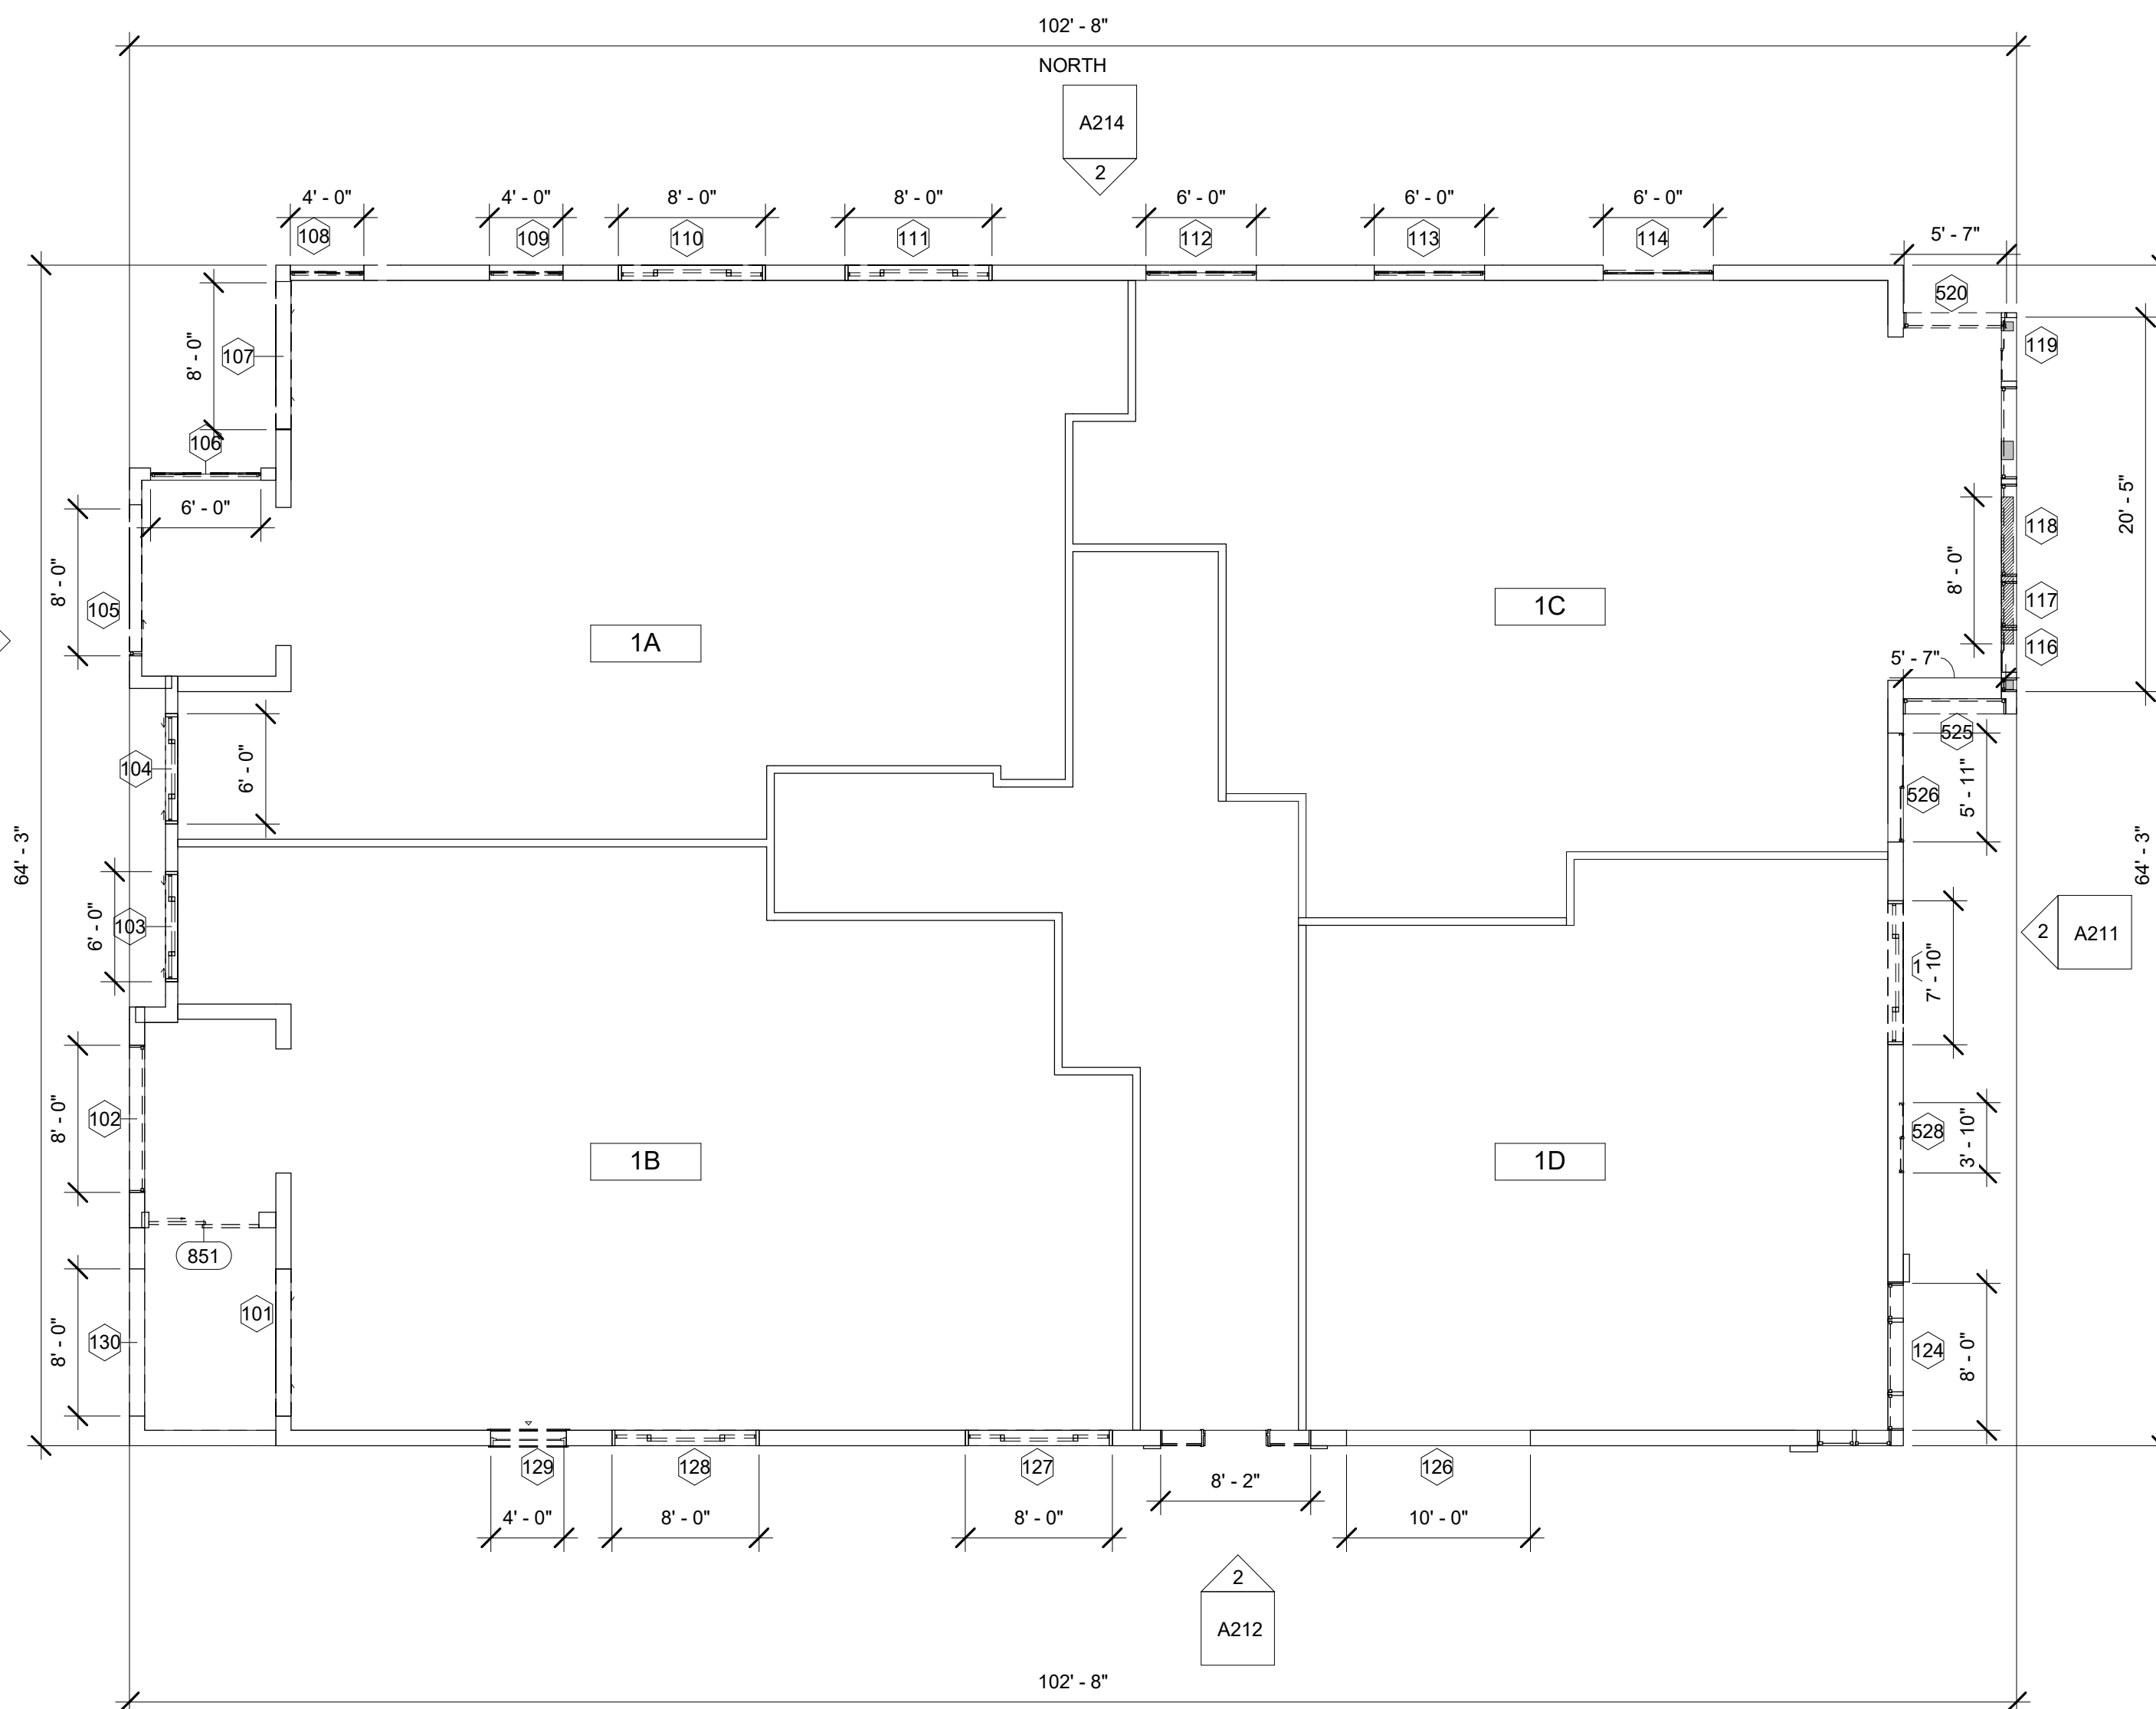 102' - 8"
NORTH
A214
2
4' - 0"
4' - 0"
8' - 0"
8' - 0"
6' - 0"
6' - 0"
6' - 0"
5' - 7"
108
109
110
111
112
113
114
520
119
8' - 0"
107
106
6' - 0"
20' - 5"
118
8' - 0"
105
8' - 0"
117
116
1A
1C
5' - 7"
525
104
6' - 0"
526
5' - 11"
64' - 3"
64' - 3"
6' - 0"
103
1
7' - 10"
2
A211
8' - 0"
102
1B
1D
528
3' - 10"
851
8' - 0"
130
101
124
8' - 0"
129
128
127
126
8' - 2"
4' - 0"
8' - 0"
8' - 0"
10' - 0"
2
A212
102' - 8"